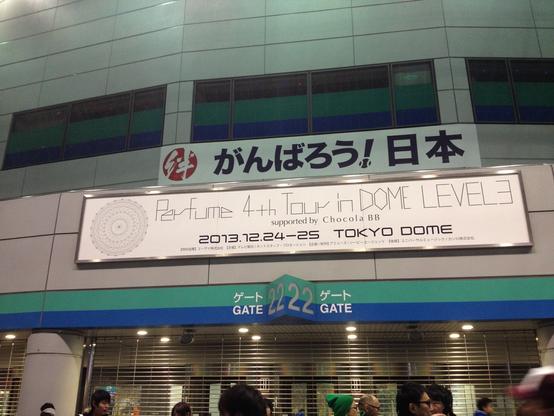 がんばろう!日本
Perfume 4th Tour in DOME LEVEL3
supported by Chocola BB
2013.12.24-25 TOKYO DOME
ゲート 22 22 ゲート
GATE GATE